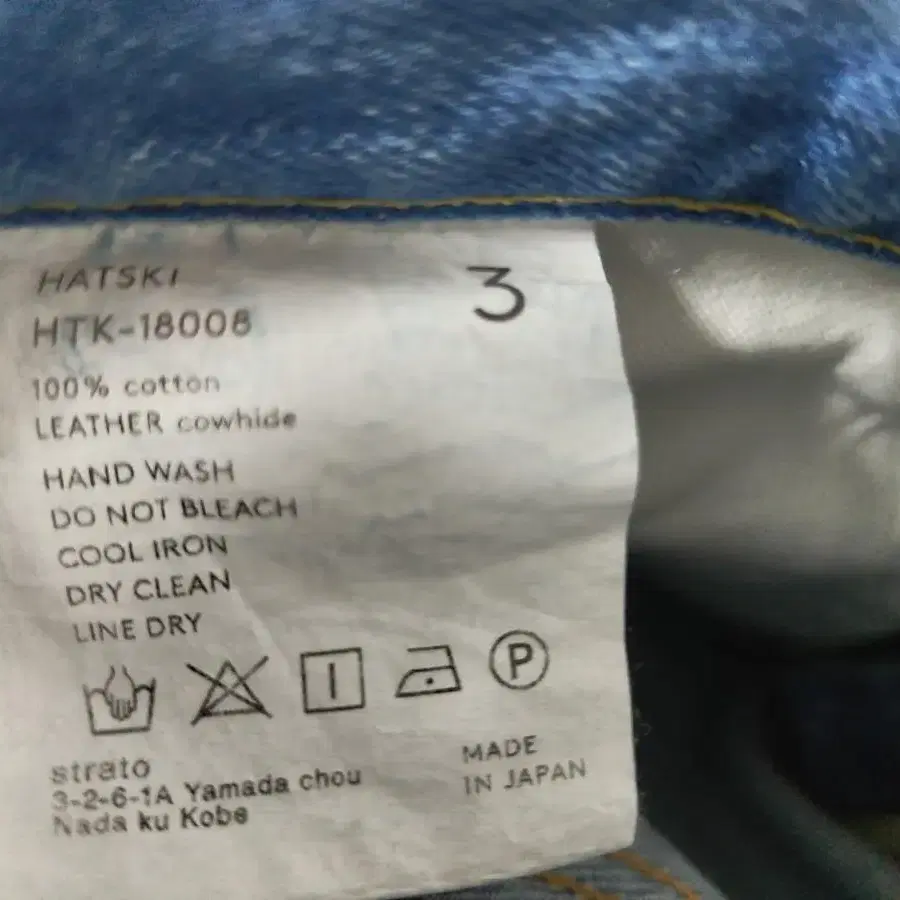 HATSKI
3
HTK-18008
100% cotton
LEATHER cowhide
HAND WASH
DO NOT BLEACH
COOL IRON
DRY CLEAN
LINE DRY
P
strato
3-2-6-1A Yamada chou
Nada ku Kobe
MADE
IN JAPAN